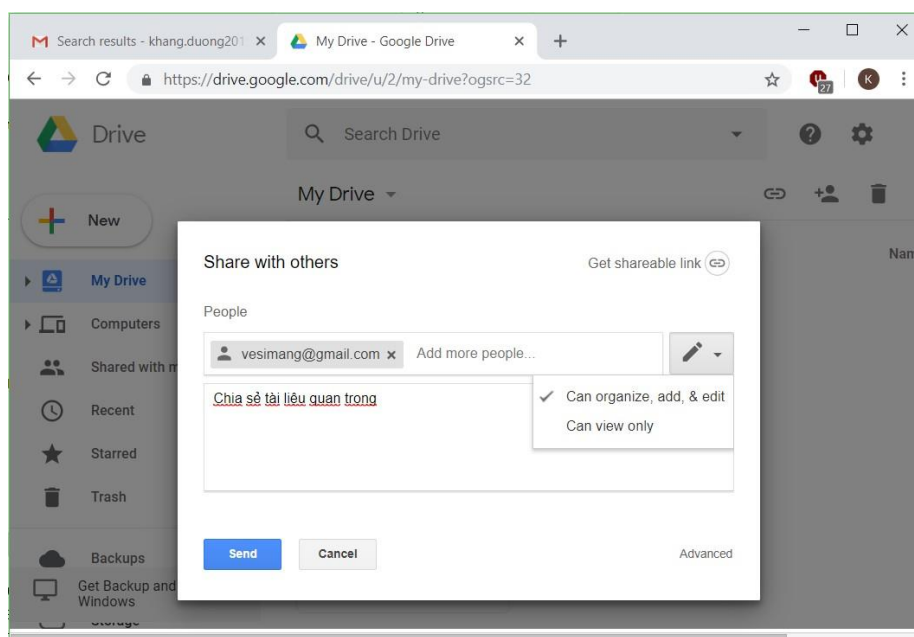 Search results - khang.duong201
My Drive - Google Drive
https://drive.google.com/drive/u/2/my-drive?ogsrc=32
27
K
Drive
Search Drive
My Drive
New
Nam
My Drive
Computers
Shared with m
Recent
Starred
Trash
Backups
Get Backup and
Windows
Storage
Share with others
Get shareable link
People
vesimang@gmail.com
Add more people...
Chia sẻ tài liệu quan trọng
Can organize, add, & edit
Can view only
Send
Cancel
Advanced